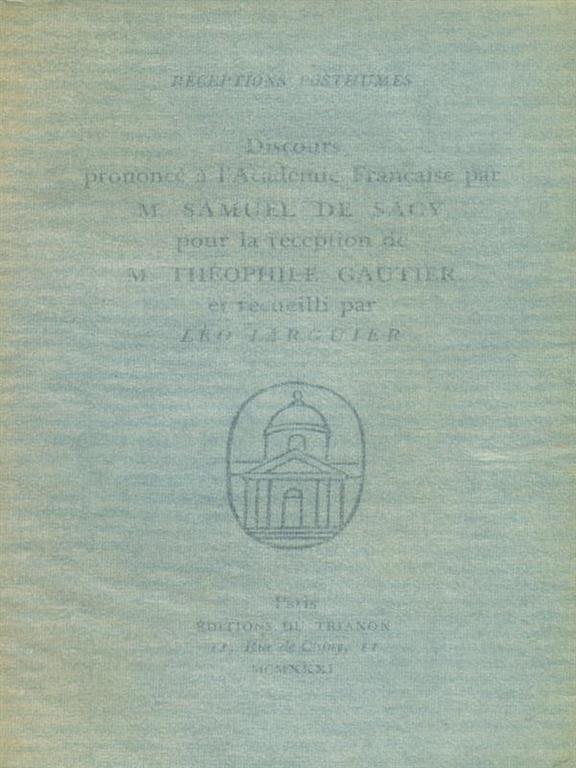 RÉCEPTIONS POSTHUMES
Discours
prononcé à l'Académie Française par
M. SAMUEL DE SACY
pour la réception de
M. THÉOPHILE GAUTIER
et recueilli par
LÉO LARGUIER
Paris
ÉDITIONS DU TRIANON
11, Rue de Cluny, 11
MCMXXXI